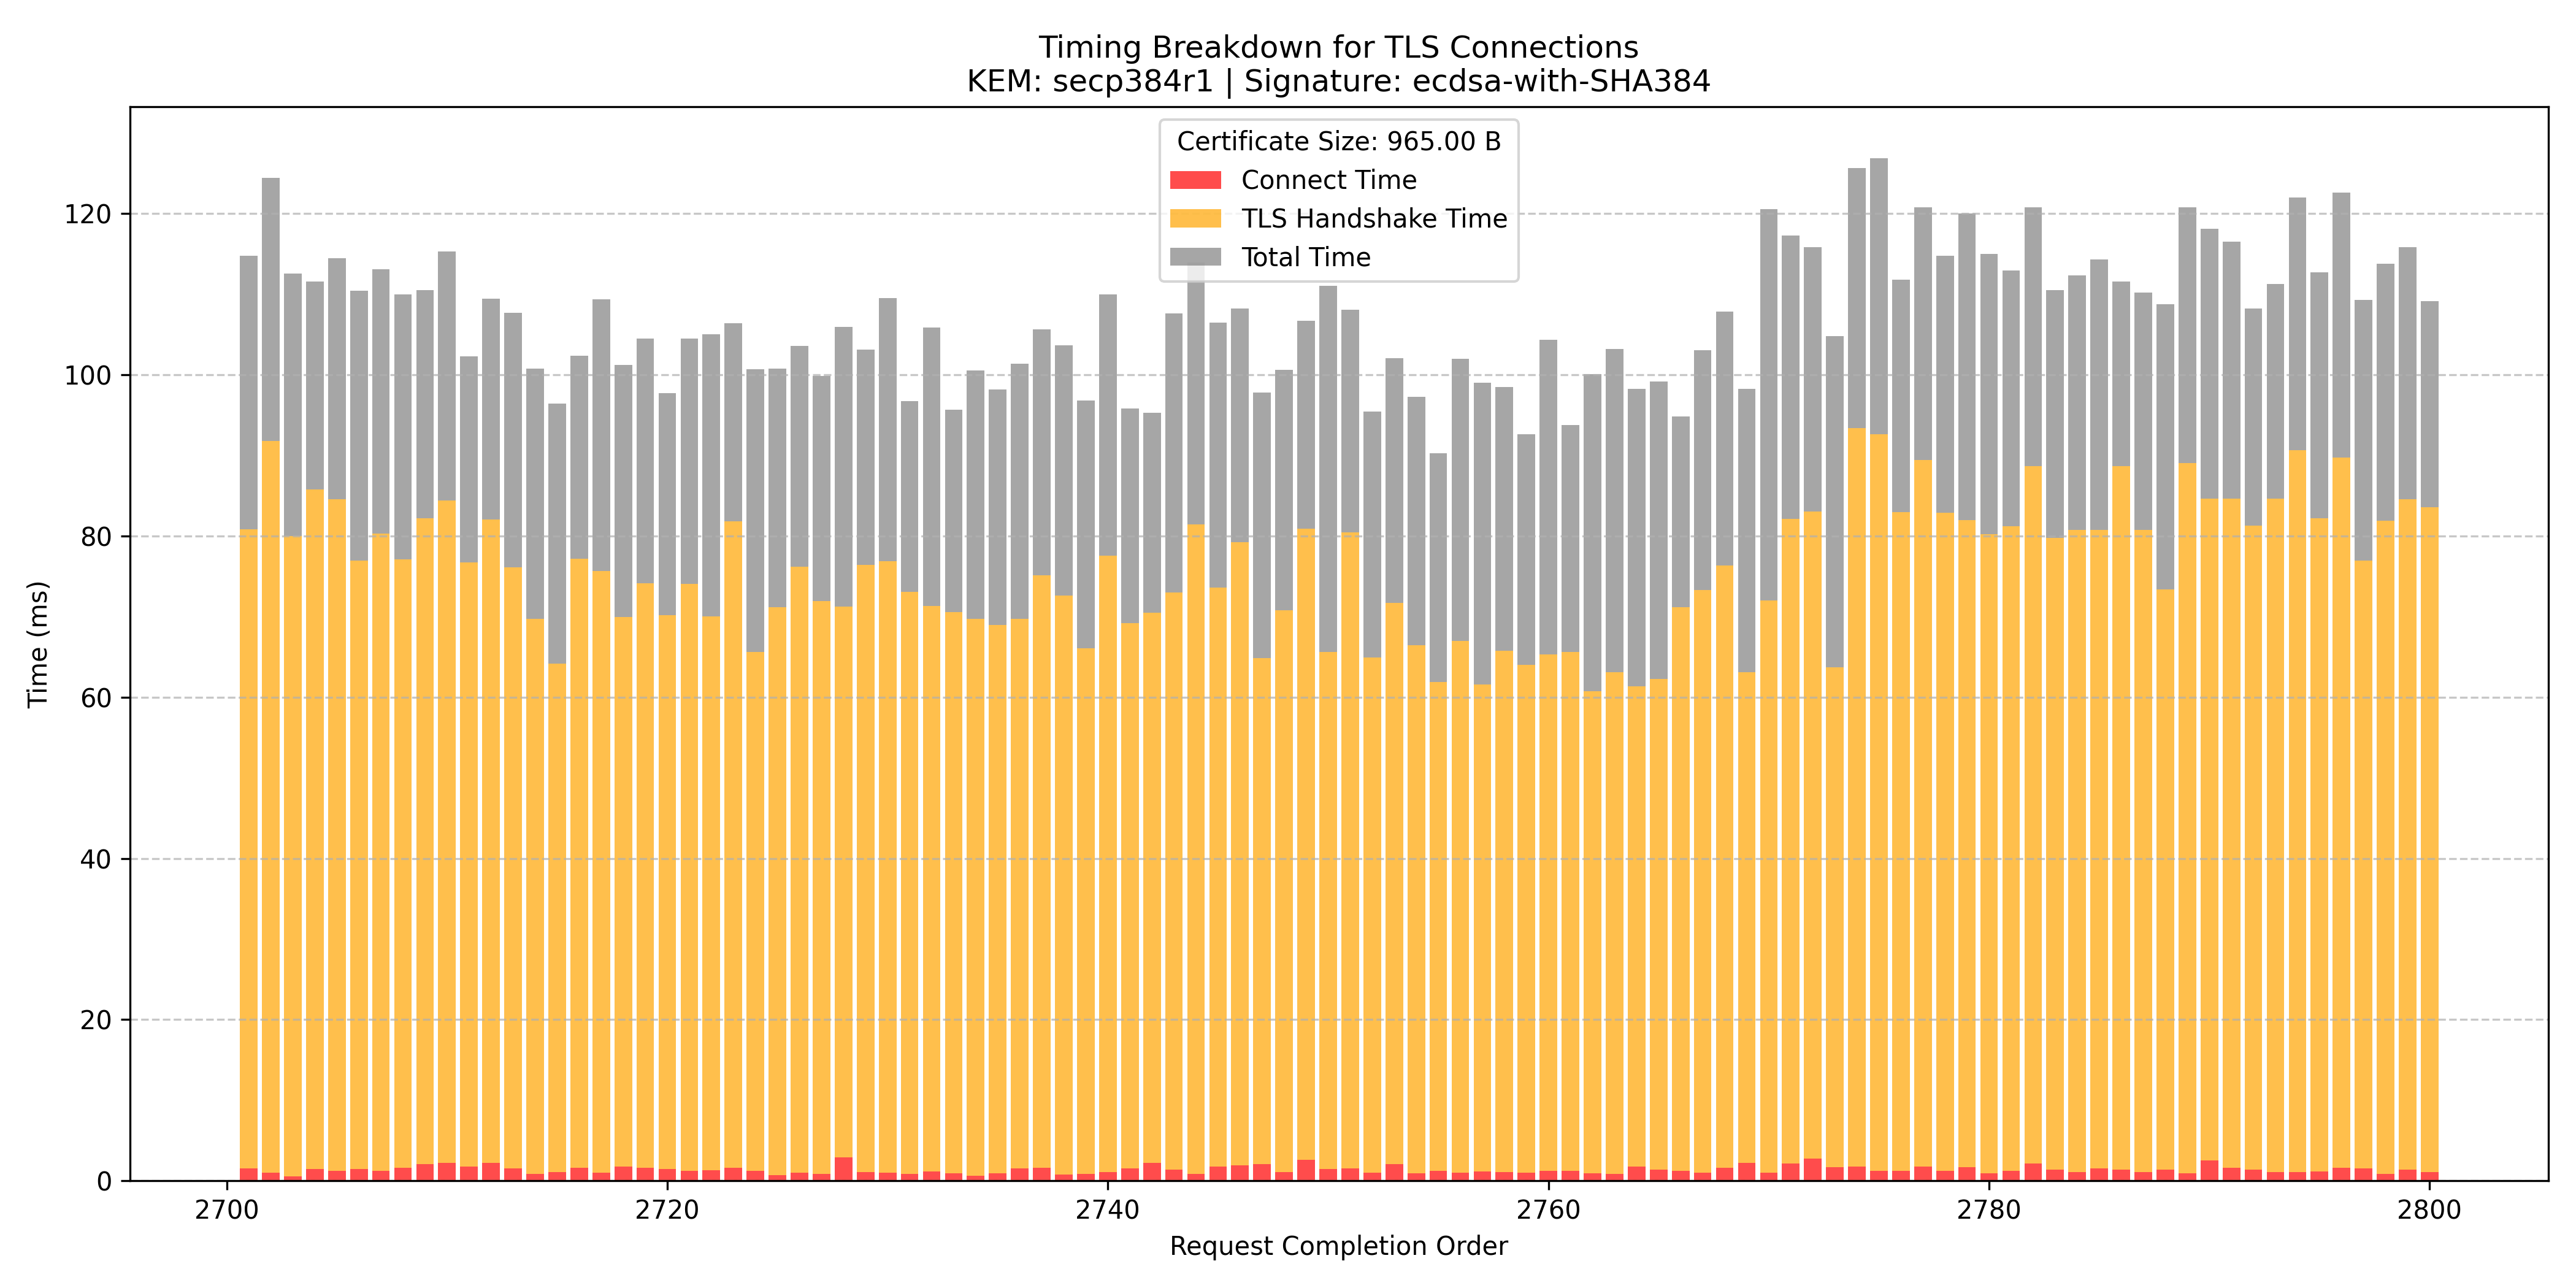 Timing Breakdown for TLS Connections
KEM: secp384r1 | Signature: ecdsa-with-SHA384
Certificate Size: 965.00 B
Connect Time
TLS Handshake Time
Total Time
Time (ms)
120
100
80
60
40
20
0
2700 2720 2740 2760 2780 2800
Request Completion Order